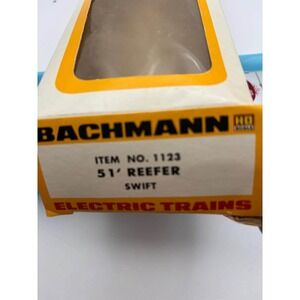 BACHMANN HO
ITEM NO. 1123
51' REEFER
SWIFT
ELECTRIC TRAINS